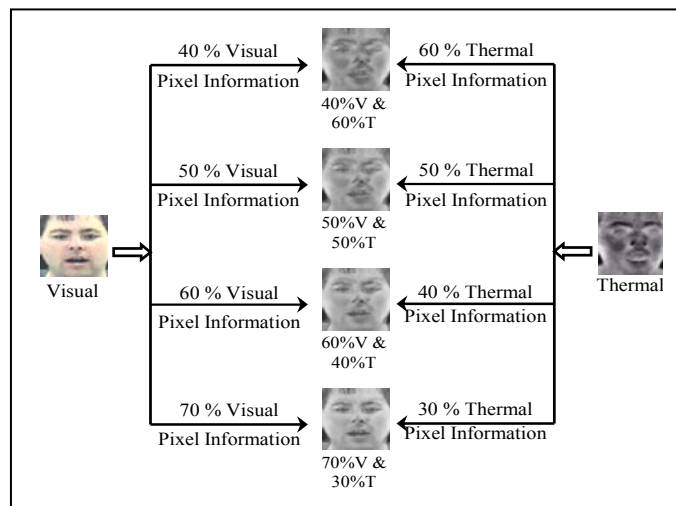 40 % Visual
Pixel Information
60 % Thermal
Pixel Information
40%V &
60%T
50 % Visual
Pixel Information
50 % Thermal
Pixel Information
50%V &
50%T
Visual
Thermal
60 % Visual
Pixel Information
40 % Thermal
Pixel Information
60%V &
40%T
70 % Visual
Pixel Information
30 % Thermal
Pixel Information
70%V &
30%T